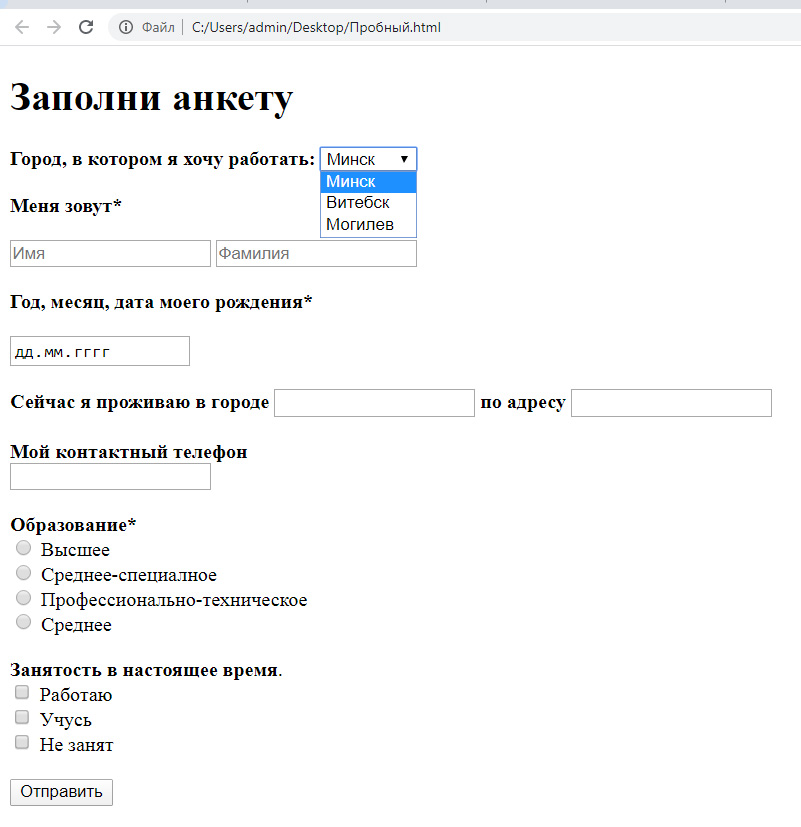 Файл C:/Users/admin/Desktop/Пробный.html
Заполни анкету
Город, в котором я хочу работать: Минск
Минск
Витебск
Могилев
Меня зовут*
Имя Фамилия
Год, месяц, дата моего рождения*
дд.мм.гггг
Сейчас я проживаю в городе по адресу
Мой контактный телефон
Образование*
Высшее
Среднее-специалное
Профессионально-техническое
Среднее
Занятость в настоящее время.
Работаю
Учусь
Не занят
Отправить